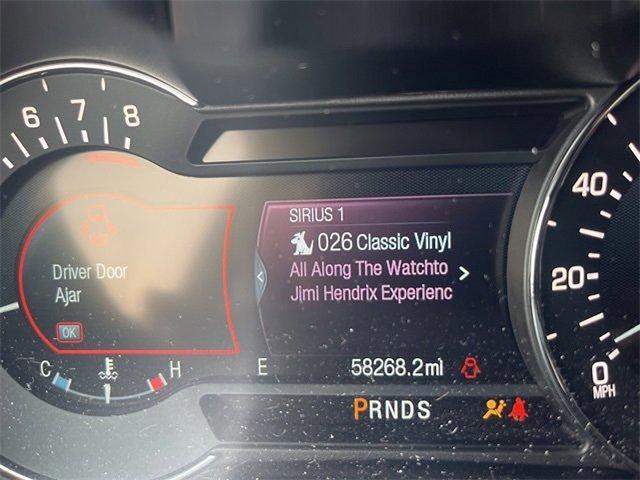 6 7 8
SIRIUS 1
026 Classic Vinyl
All Along The Watchto
Jimi Hendrix Experienc
Driver Door
Ajar
OK
C H
E
58268.2mi
PRNDS
40
20
0
MPH